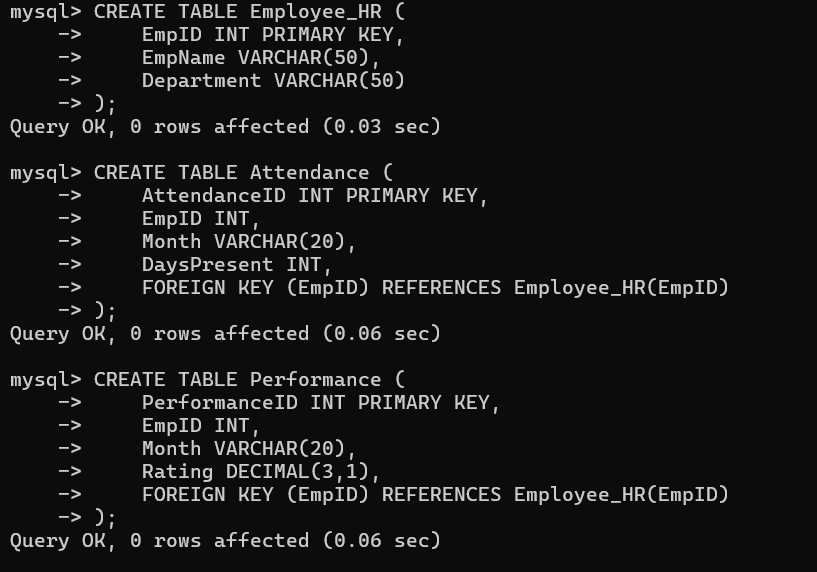 mysql> CREATE TABLE Employee_HR (
    ->     EmpID INT PRIMARY KEY,
    ->     EmpName VARCHAR(50),
    ->     Department VARCHAR(50)
    -> );
Query OK, 0 rows affected (0.03 sec)

mysql> CREATE TABLE Attendance (
    ->     AttendanceID INT PRIMARY KEY,
    ->     EmpID INT,
    ->     Month VARCHAR(20),
    ->     DaysPresent INT,
    ->     FOREIGN KEY (EmpID) REFERENCES Employee_HR(EmpID)
    -> );
Query OK, 0 rows affected (0.06 sec)

mysql> CREATE TABLE Performance (
    ->     PerformanceID INT PRIMARY KEY,
    ->     EmpID INT,
    ->     Month VARCHAR(20),
    ->     Rating DECIMAL(3,1),
    ->     FOREIGN KEY (EmpID) REFERENCES Employee_HR(EmpID)
    -> );
Query OK, 0 rows affected (0.06 sec)